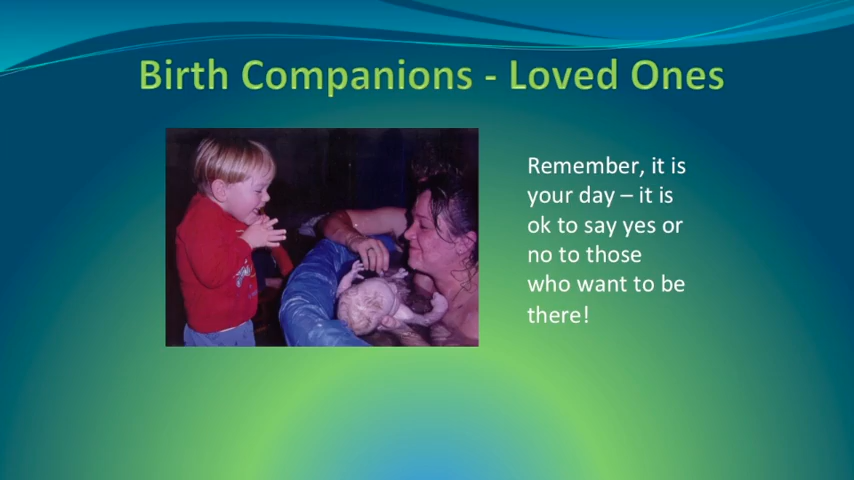 Birth Companions - Loved Ones
Remember, it is
your day – it is
ok to say yes or
no to those
who want to be
there!